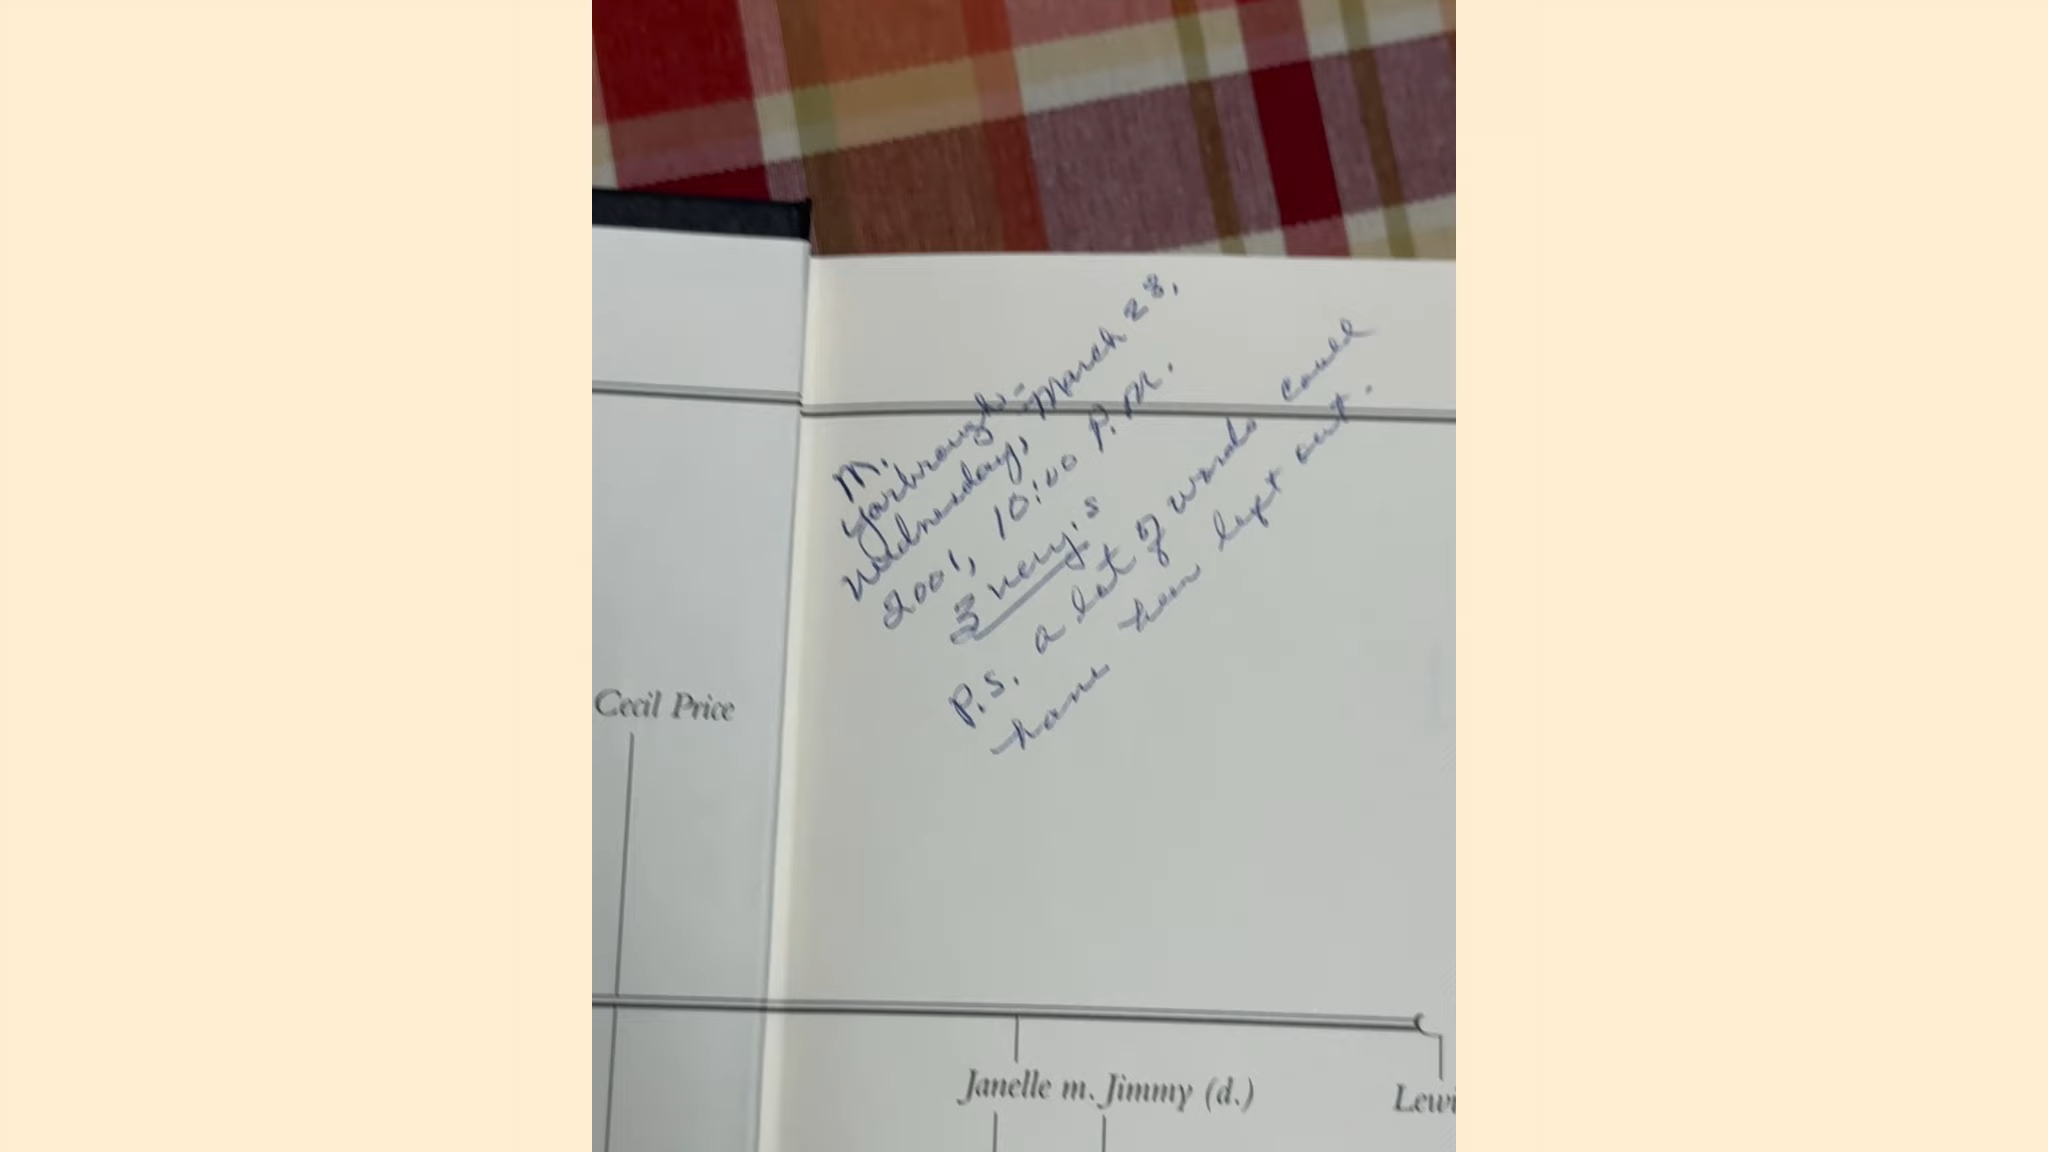 M.
Yarbrough -
Wednesday, March 28,
2001, 10:00 P.M.
3 very's
P.S. a lot of words could
have been left out.
Cecil Price
Janelle m. Jimmy (d.)
Lewi